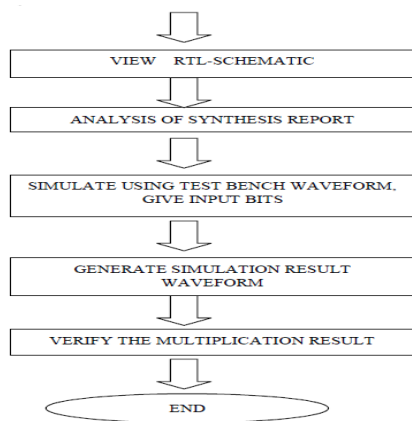 VIEW RTL-SCHEMATIC
ANALYSIS OF SYNTHESIS REPORT
SIMULATE USING TEST BENCH WAVEFORM,
GIVE INPUT BITS
GENERATE SIMULATION RESULT
WAVEFORM
VERIFY THE MULTIPLICATION RESULT
END